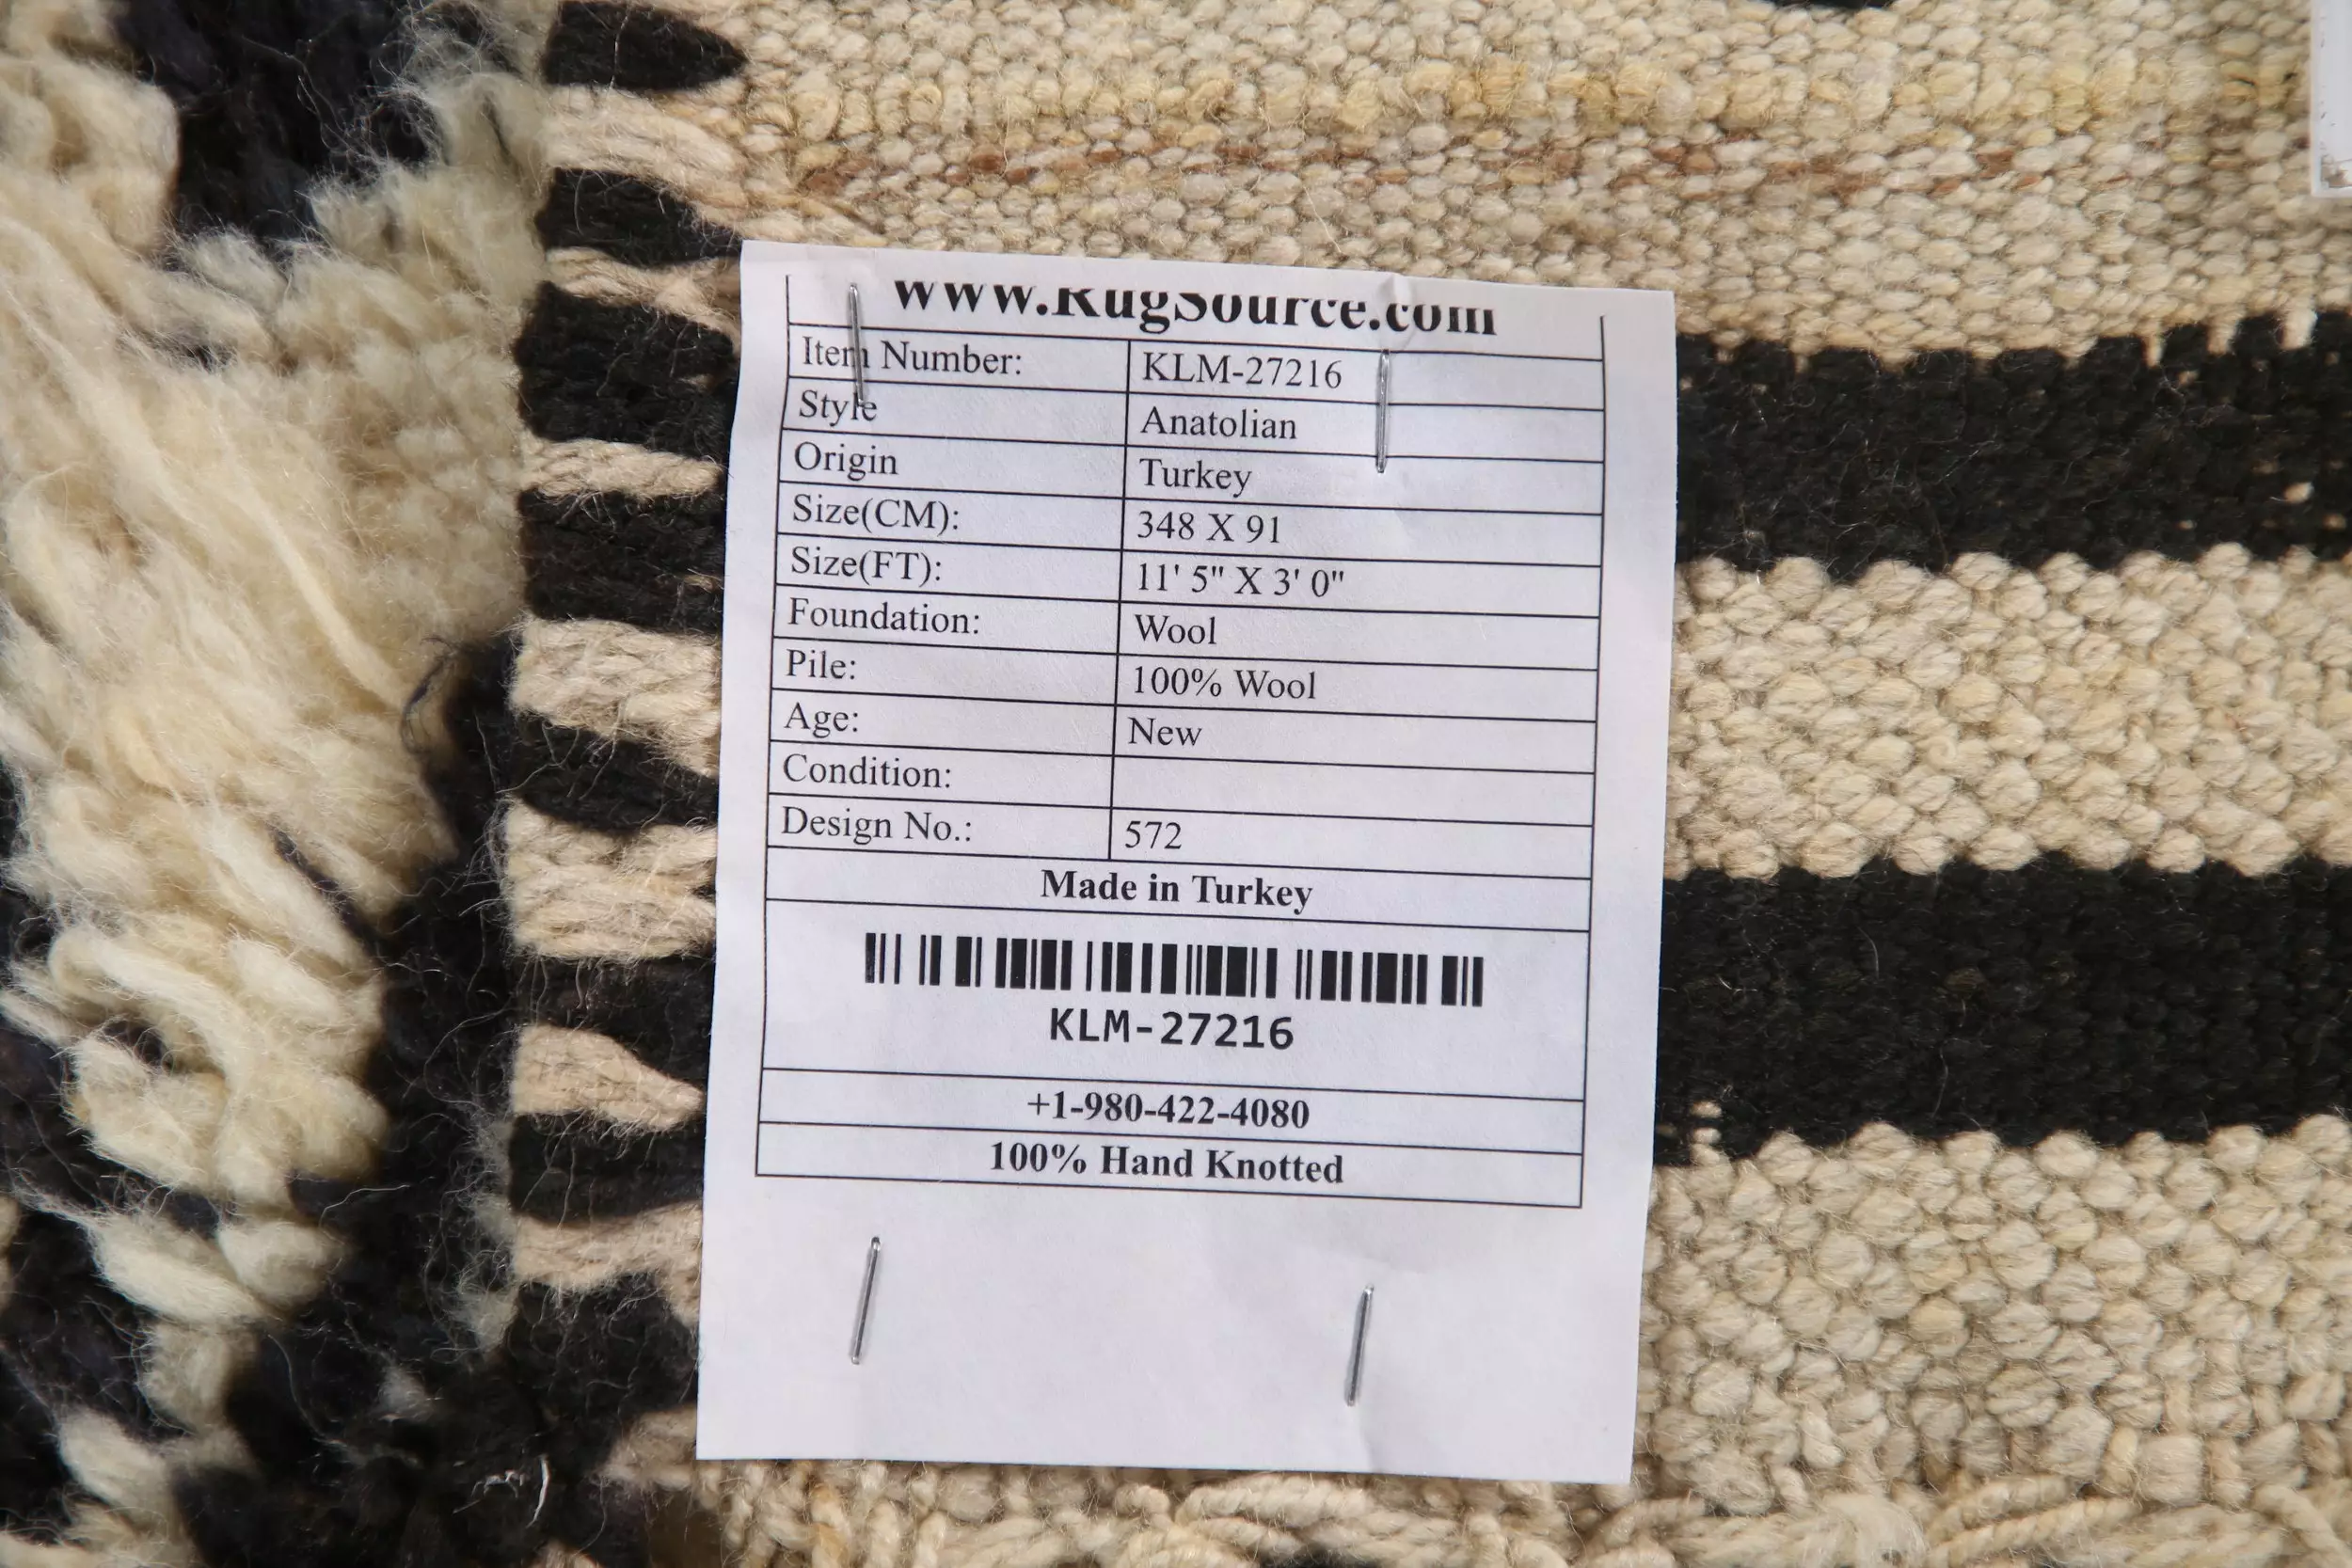 www.RugSource.com
Item Number: KLM-27216
Style Anatolian
Origin Turkey
Size(CM): 348 X 91
Size(FT): 11' 5" X 3' 0"
Foundation: Wool
Pile: 100% Wool
Age: New
Condition:
Design No.: 572
Made in Turkey
KLM-27216
+1-980-422-4080
100% Hand Knotted